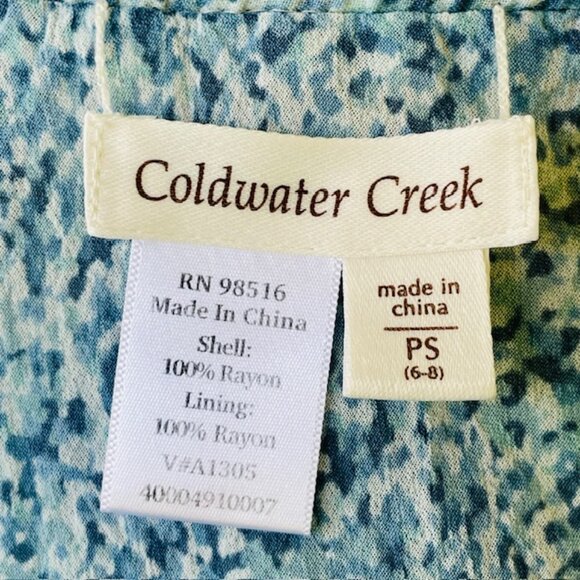 Coldwater Creek
RN 98516
Made In China
Shell:
100% Rayon
Lining:
100% Rayon
V#A1305
40004910007
made in
china
PS
(6-8)